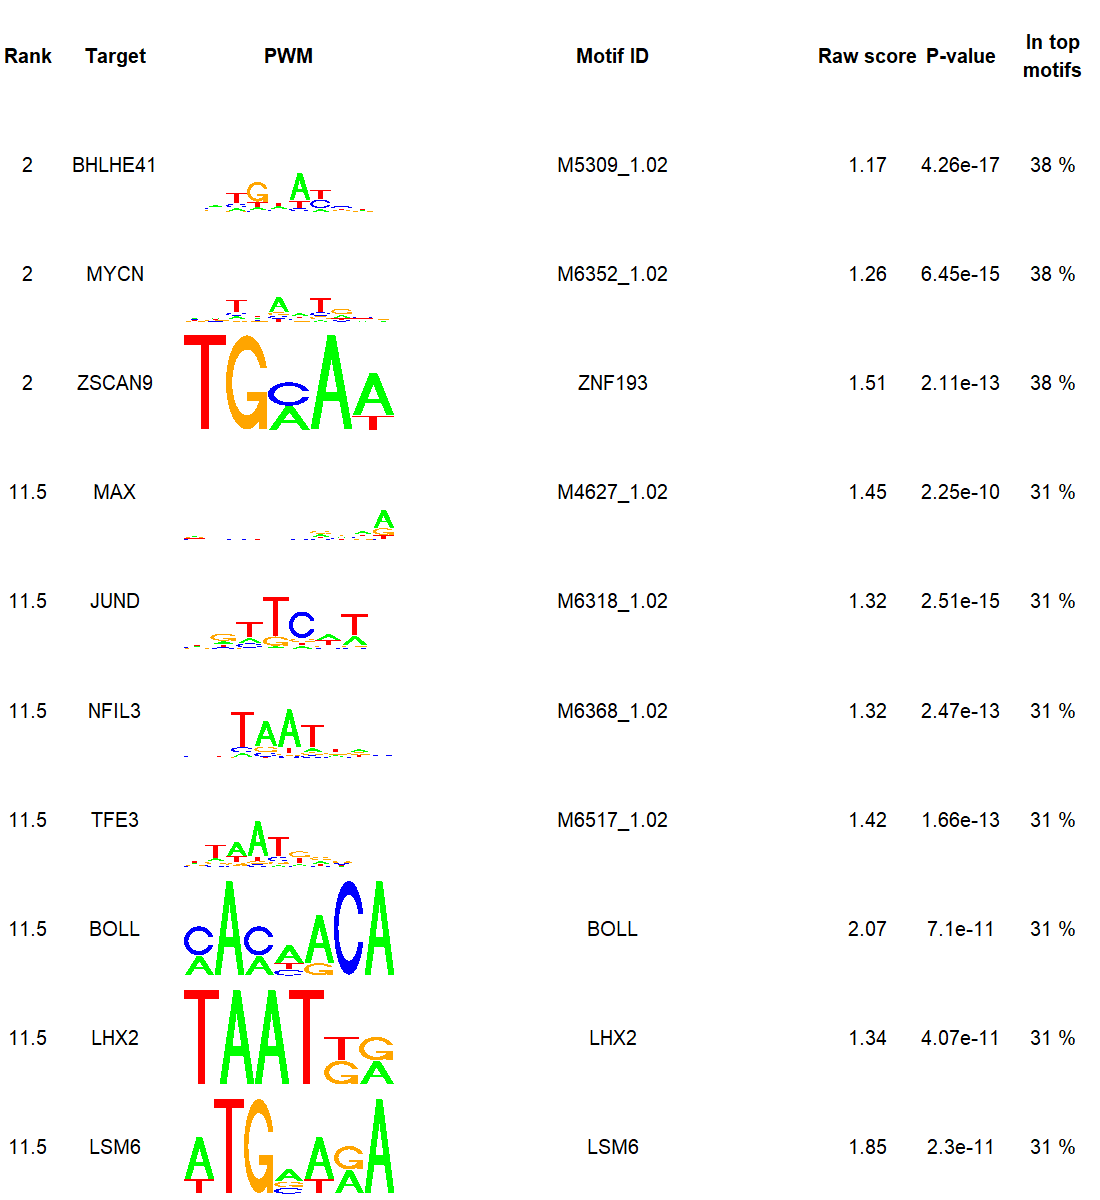 Rank Target PWM Motif ID Raw score P-value In top motifs
2 BHLHE41 M5309_1.02 1.17 4.26e-17 38 %
2 MYCN M6352_1.02 1.26 6.45e-15 38 %
2 ZSCAN9 ZNF193 1.51 2.11e-13 38 %
11.5 MAX M4627_1.02 1.45 2.25e-10 31 %
11.5 JUND M6318_1.02 1.32 2.51e-15 31 %
11.5 NFIL3 M6368_1.02 1.32 2.47e-13 31 %
11.5 TFE3 M6517_1.02 1.42 1.66e-13 31 %
11.5 BOLL BOLL 2.07 7.1e-11 31 %
11.5 LHX2 TAAT LHX2 1.34 4.07e-11 31 %
11.5 LSM6 LSM6 1.85 2.3e-11 31 %